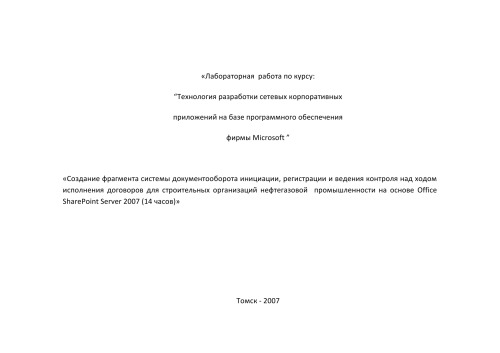 «Лабораторная работа по курсу:
"Технология разработки сетевых корпоративных
приложений на базе программного обеспечения
фирмы Microsoft "
«Создание фрагмента системы документооборота инициации, регистрации и ведения контроля над ходом
исполнения договоров для строительных организаций нефтегазовой промышленности на основе Office
SharePoint Server 2007 (14 часов)»
Томск - 2007